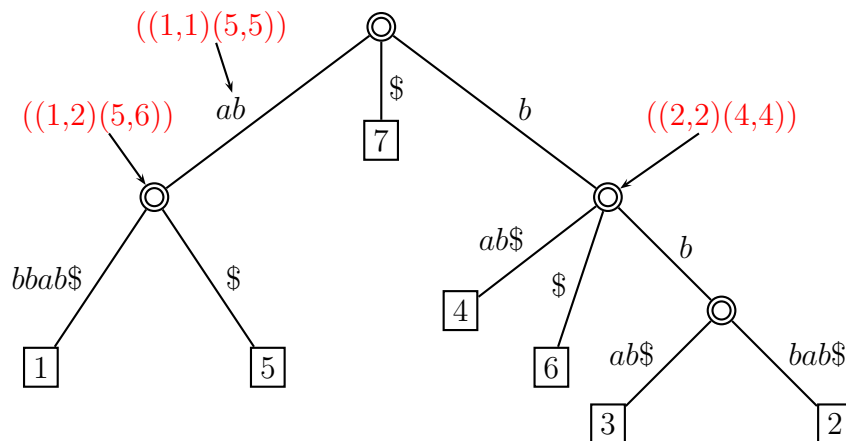 ((1,1)(5,5))
ab
$
b
((1,2)(5,6))
7
((2,2)(4,4))
bbab$
$
ab$
$
b
1
5
4
6
ab$
bab$
3
2